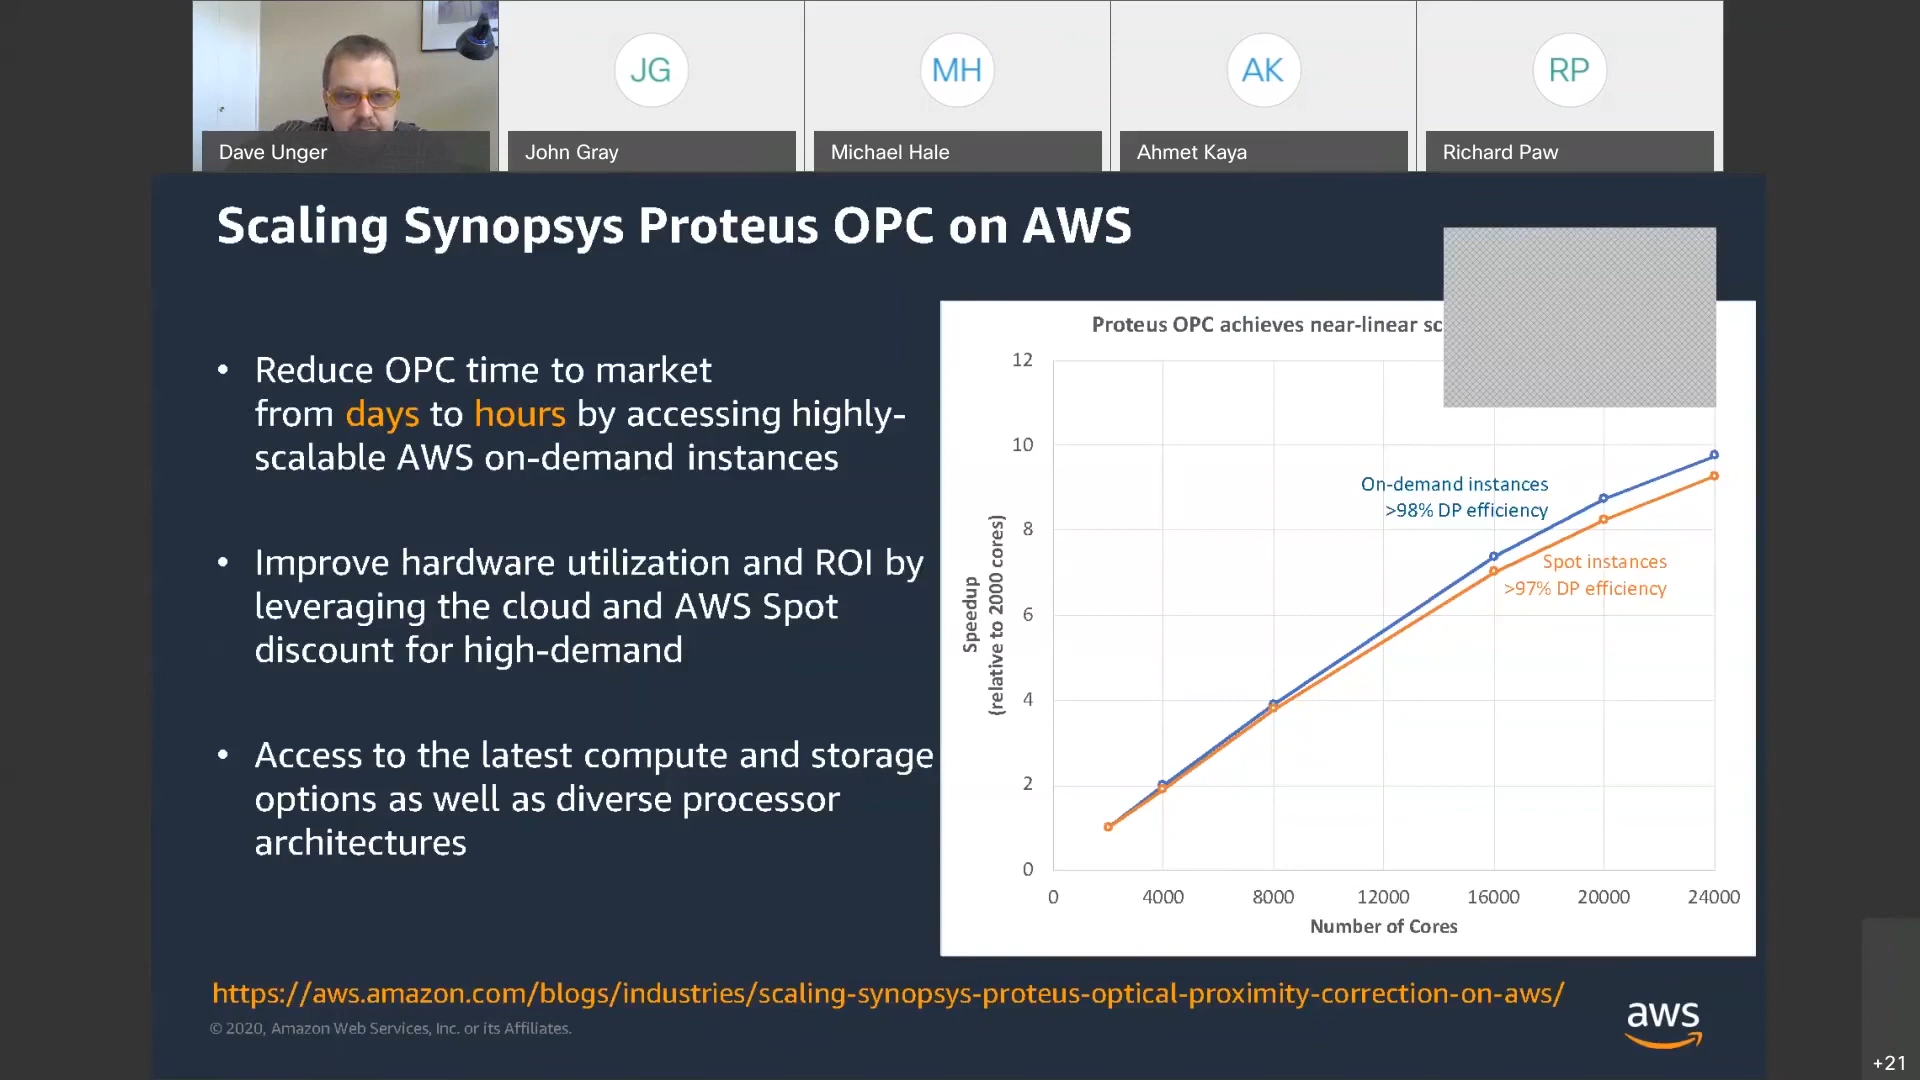 JG
MH
AK
RP
Dave Unger
John Gray
Michael Hale
Ahmet Kaya
Richard Paw
Scaling Synopsys Proteus OPC on AWS
• Reduce OPC time to market
from days to hours by accessing highly-
scalable AWS on-demand instances
• Improve hardware utilization and ROI by
leveraging the cloud and AWS Spot
discount for high-demand
• Access to the latest compute and storage
options as well as diverse processor
architectures
Proteus OPC achieves near-linear sc
12
10
8
6
4
2
0
Speedup
(relative to 2000 cores)
On-demand instances
>98% DP efficiency
Spot instances
>97% DP efficiency
0 4000 8000 12000 16000 20000 24000
Number of Cores
https://aws.amazon.com/blogs/industries/scaling-synopsys-proteus-optical-proximity-correction-on-aws/
© 2020, Amazon Web Services, Inc. or its Affiliates.
aws
+21